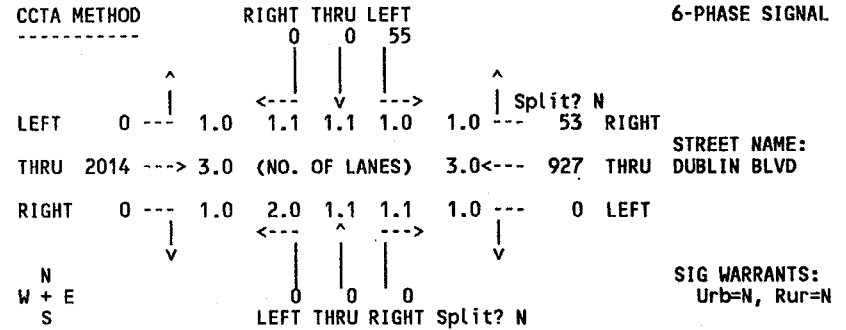 CCTA METHOD RIGHT THRU LEFT 6-PHASE SIGNAL
----------- 0 0 55
^ ^
<--- v ---> Split? N
LEFT 0 --- 1.0 1.1 1.1 1.0 1.0 --- 53 RIGHT
STREET NAME:
THRU 2014 ---> 3.0 (NO. OF LANES) 3.0<--- 927 THRU DUBLIN BLVD
RIGHT 0 --- 1.0 2.0 1.1 1.1 1.0 --- 0 LEFT
<--- ^ --->
v v
N SIG WARRANTS:
W + E 0 0 0 Urb=N, Rur=N
S LEFT THRU RIGHT Split? N